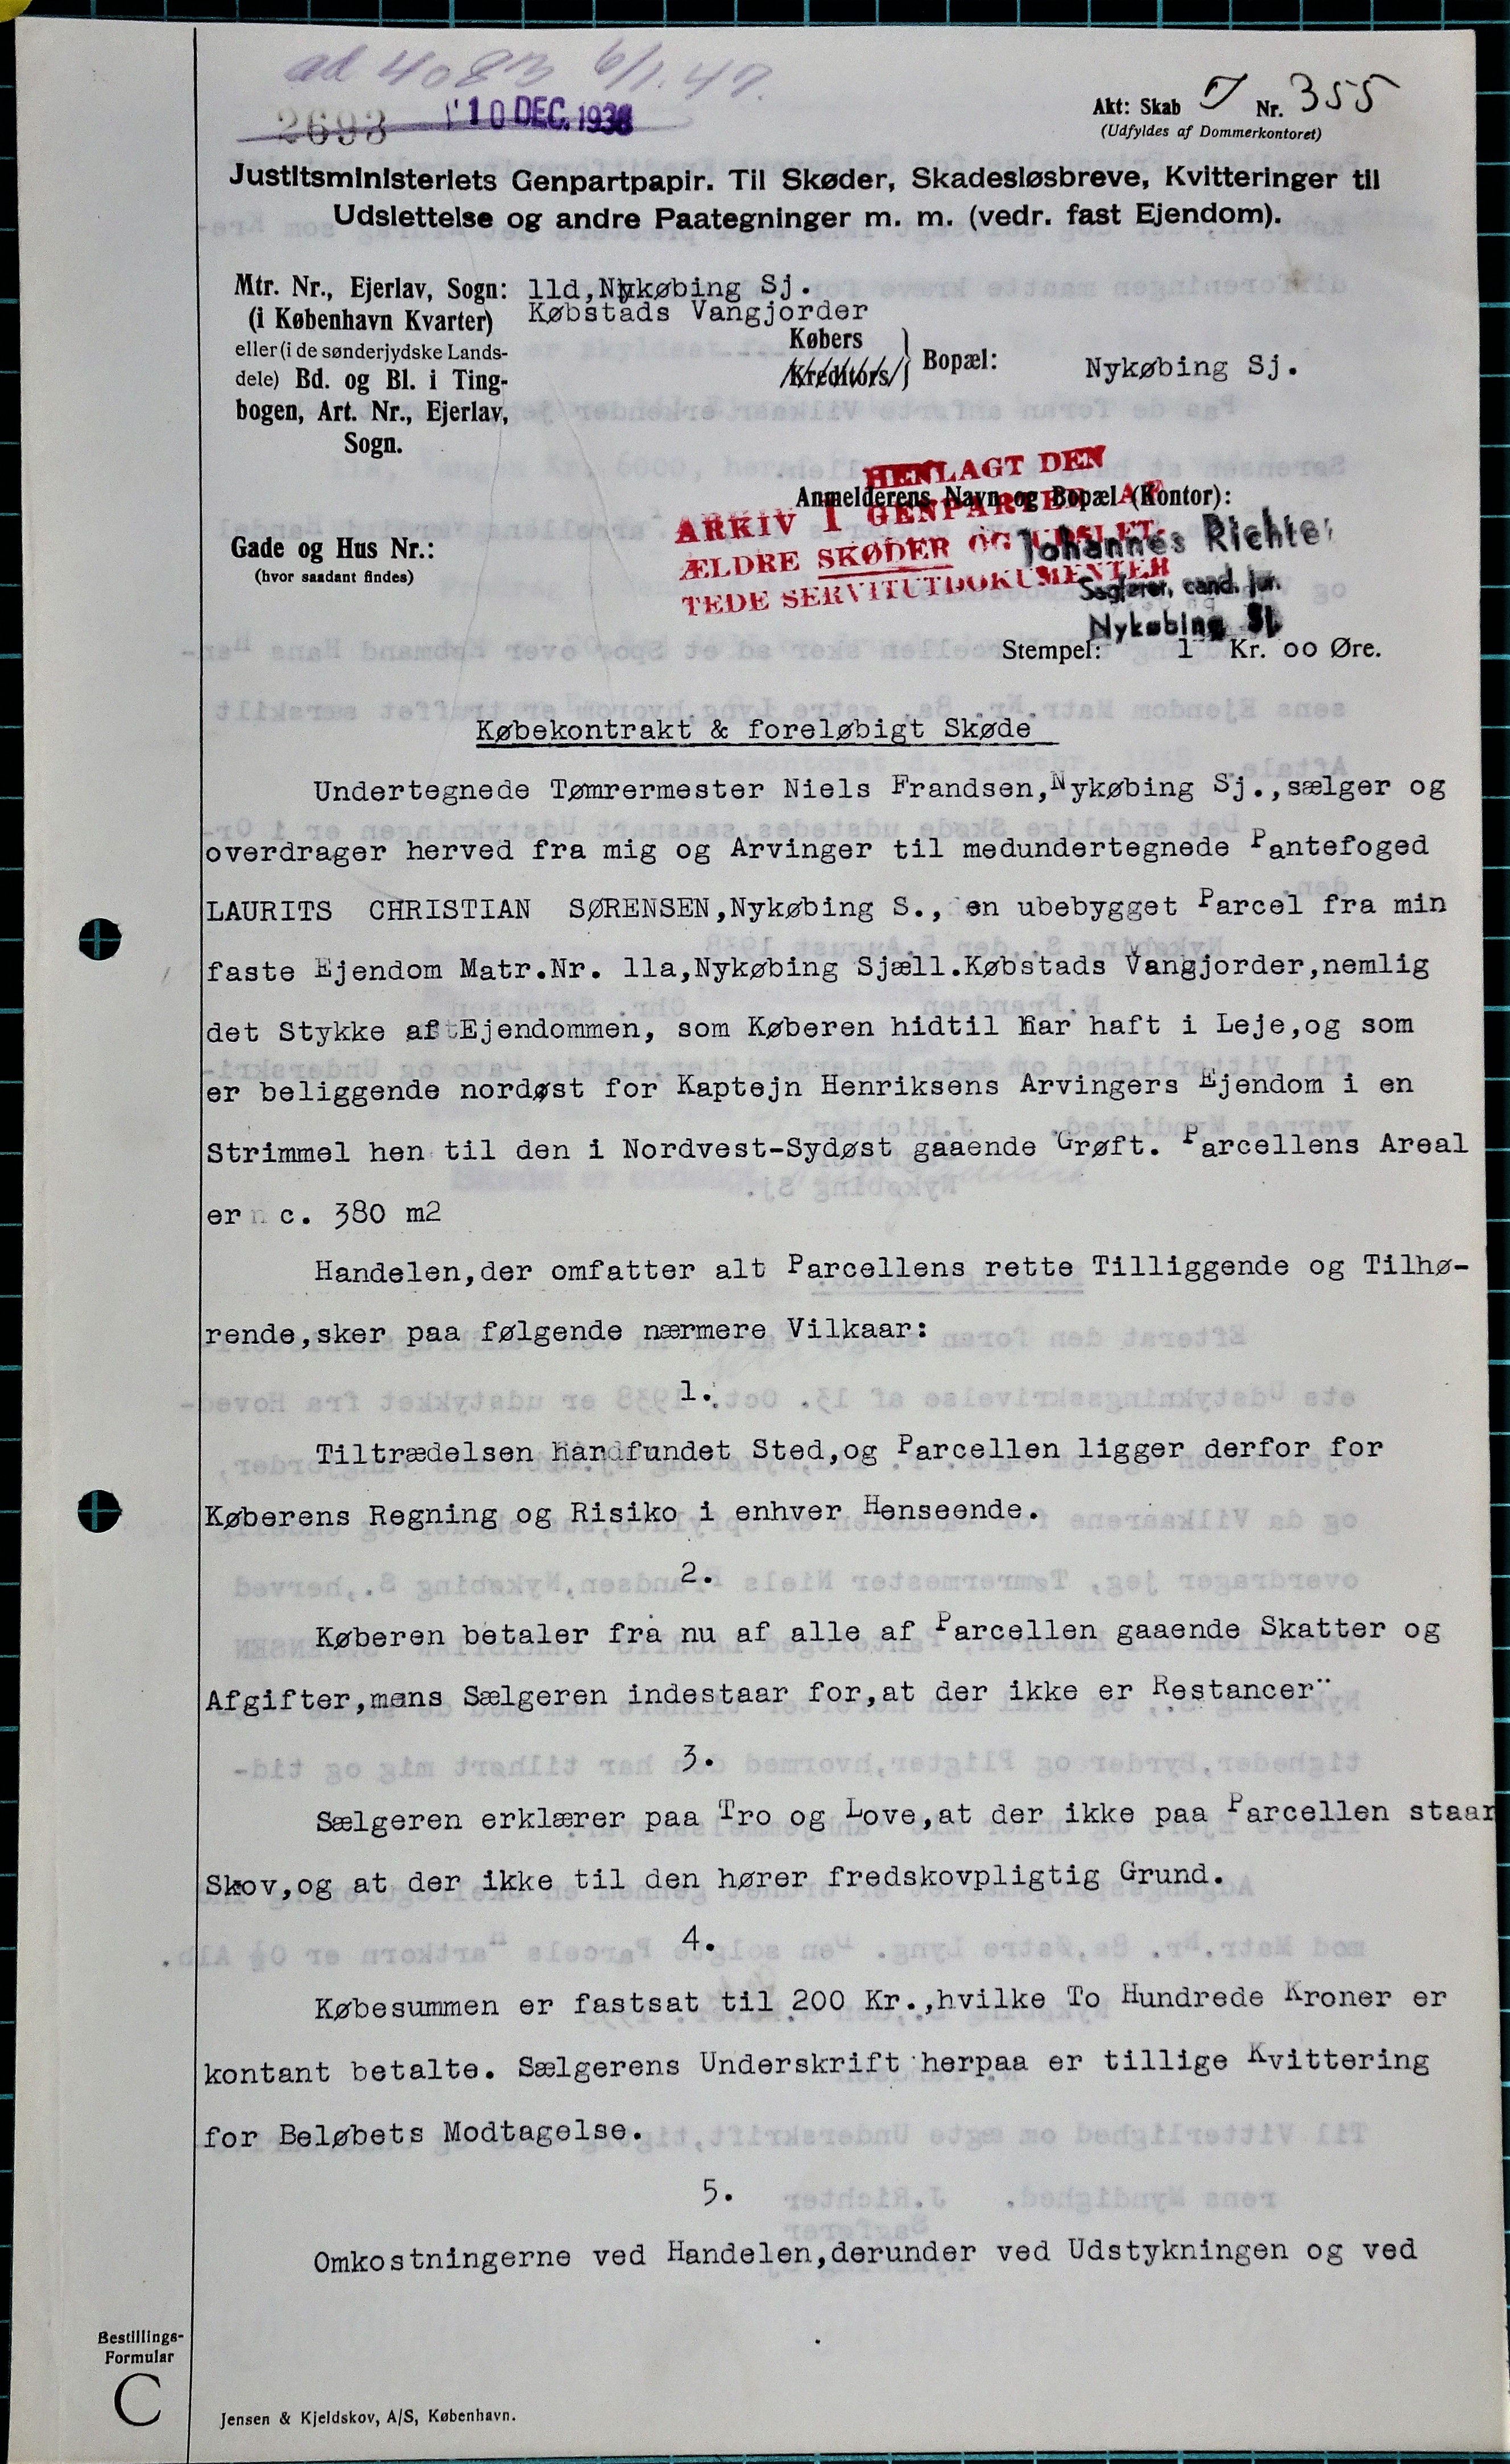 ad 4083 6/1.47.
2693 10 DEC. 1938
Akt: Skab I Nr. 355
(Udfyldes af Dommerkontoret)
Justitsministeriets Genpartpapir. Til Skøder, Skadesløsbreve, Kvitteringer til
Udslettelse og andre Paategninger m. m. (vedr. fast Ejendom).
Mtr. Nr., Ejerlav, Sogn: 11d,Nykøbing Sj.
(i København Kvarter) Købstads Vangjorder
eller (i de sønderjydske Lands-
dele) Bd. og Bl. i Ting-
bogen, Art. Nr., Ejerlav,
Sogn.
Købers
Kreditors
Bopæl: Nykøbing Sj.
HENLAGT DEN
ARKIV I GENPARTER AF
ÆLDRE SKØDER OG UDSLET-
TEDE SERVITUTDOKUMENTER
Anmelderens Navn og Bopæl (Kontor):
Johannes Richter
Sagfører, cand. jur.
Nykøbing Sj.
Gade og Hus Nr.:
(hvor saadant findes)
Stempel: 1 Kr. 00 Øre.
Købekontrakt & foreløbigt Skøde
Undertegnede Tømrermester Niels Frandsen,Nykøbing Sj.,sælger og
overdrager herved fra mig og Arvinger til medundertegnede Pantefoged
LAURITS CHRISTIAN SØRENSEN,Nykøbing S., en ubebygget Parcel fra min
faste Ejendom Matr.Nr. 11a,Nykøbing Sjæll.Købstads Vangjorder,nemlig
det Stykke af Ejendommen, som Køberen hidtil har haft i Leje,og som
er beliggende nordøst for Kaptejn Henriksens Arvingers Ejendom i en
Strimmel hen til den i Nordvest-Sydøst gaaende Grøft. Parcellens Areal
er c. 380 m2
Handelen,der omfatter alt Parcellens rette Tilliggende og Tilhø-
rende,sker paa følgende nærmere Vilkaar:
1.
Tiltrædelsen har fundet Sted,og Parcellen ligger derfor for
Køberens Regning og Risiko i enhver Henseende.
2.
Køberen betaler fra nu af alle af Parcellen gaaende Skatter og
Afgifter,mens Sælgeren indestaar for,at der ikke er Restancer¨
3.
Sælgeren erklærer paa Tro og Love,at der ikke paa Parcellen staar
Skov,og at der ikke til den hører fredskovpligtig Grund.
4.
Købesummen er fastsat til 200 Kr.,hvilke To Hundrede Kroner er
kontant betalte. Sælgerens Underskrift herpaa er tillige Kvittering
for Beløbets Modtagelse.
5.
Omkostningerne ved Handelen,derunder ved Udstykningen og ved
Bestillings-
Formular
C
Jensen & Kjeldskov, A/S, København.